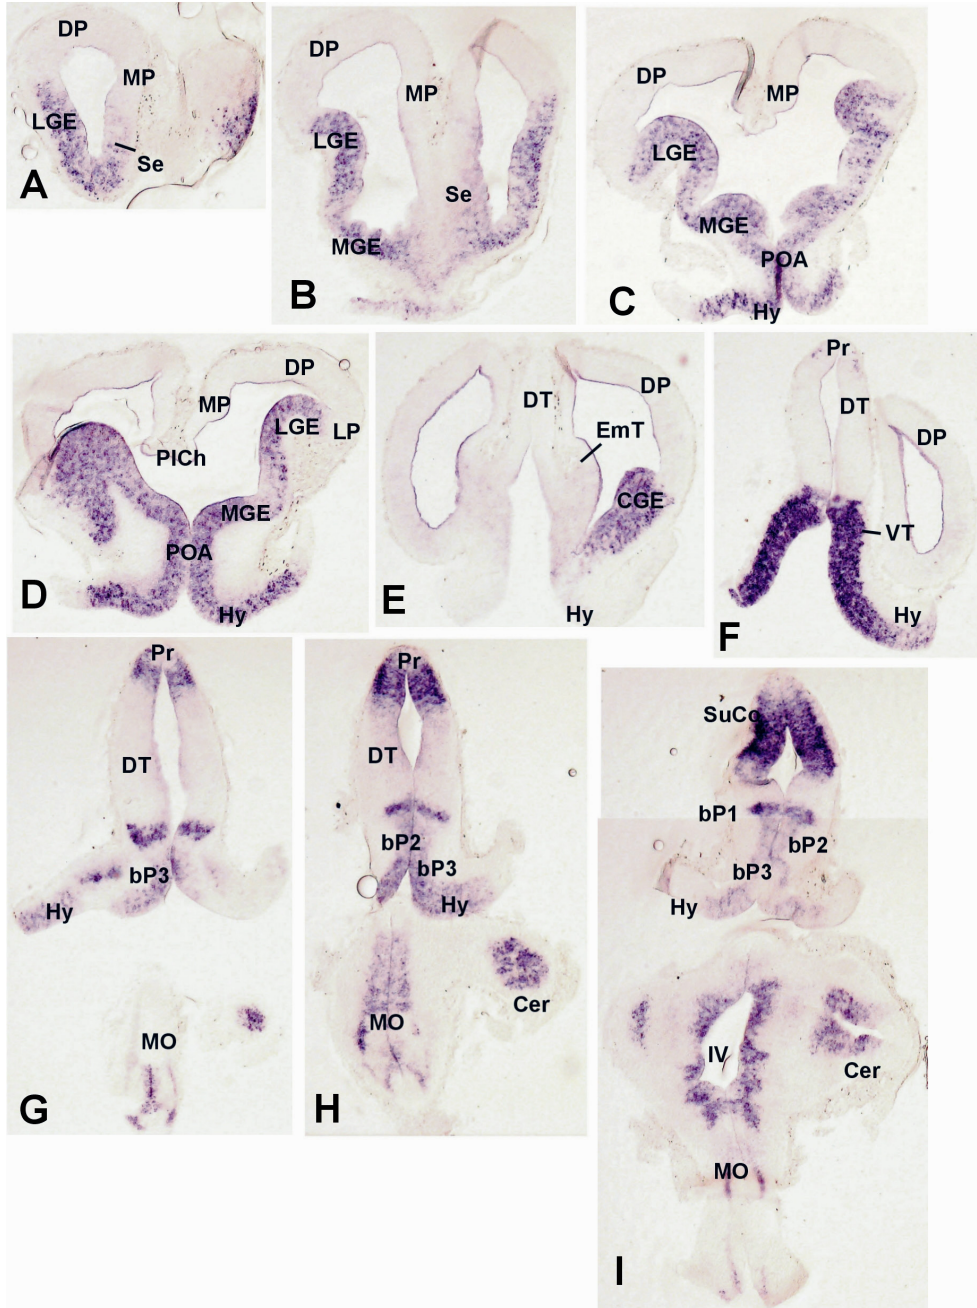 DP
MP
LGE
Se
A
DP
MP
LGE
Se
MGE
B
DP
MP
LGE
MGE
POA
C
Hy
DP
MP
LGE
LP
PlCh
MGE
POA
D
Hy
DT
DP
EmT
CGE
E
Hy
Pr
DT
DP
VT
Hy
F
Pr
DT
bP3
Hy
MO
G
Pr
DT
bP2
bP3
Hy
Cer
MO
H
SuCo
bP1
bP2
bP3
Hy
IV
Cer
MO
I